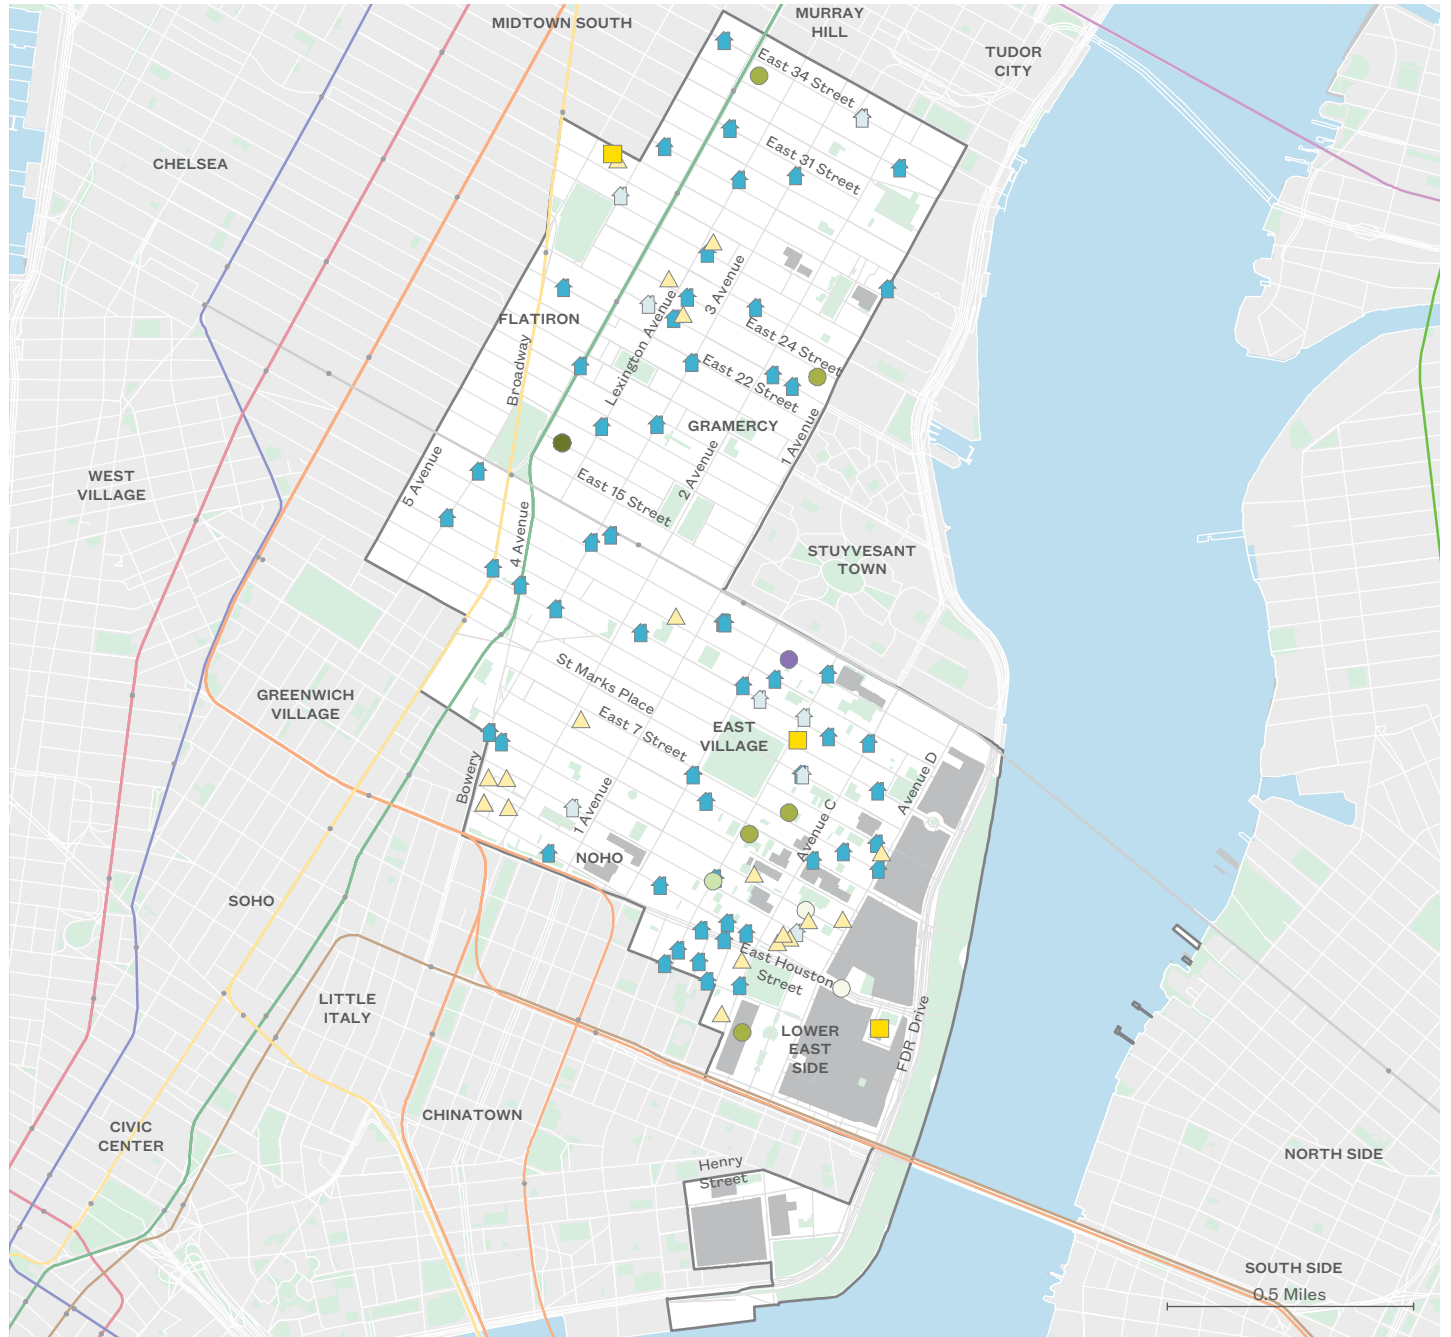 MIDTOWN SOUTH
MURRAY
HILL
TUDOR
CITY
East 34 Street
CHELSEA
East 31 Street
3 Avenue
FLATIRON
Lexington Avenue
East 24 Street
Broadway
East 22 Street
GRAMERCY
1 Avenue
2 Avenue
5 Avenue
WEST
VILLAGE
East 15 Street
4 Avenue
STUYVESANT
TOWN
St Marks Place
GREENWICH
VILLAGE
East 7 Street
EAST
VILLAGE
Bowery
Avenue D
1 Avenue
Avenue C
NOHO
SOHO
East Houston
Street
LITTLE
ITALY
LOWER
EAST
SIDE
FDR Drive
CHINATOWN
CIVIC
CENTER
Henry
Street
NORTH SIDE
SOUTH SIDE
0.5 Miles